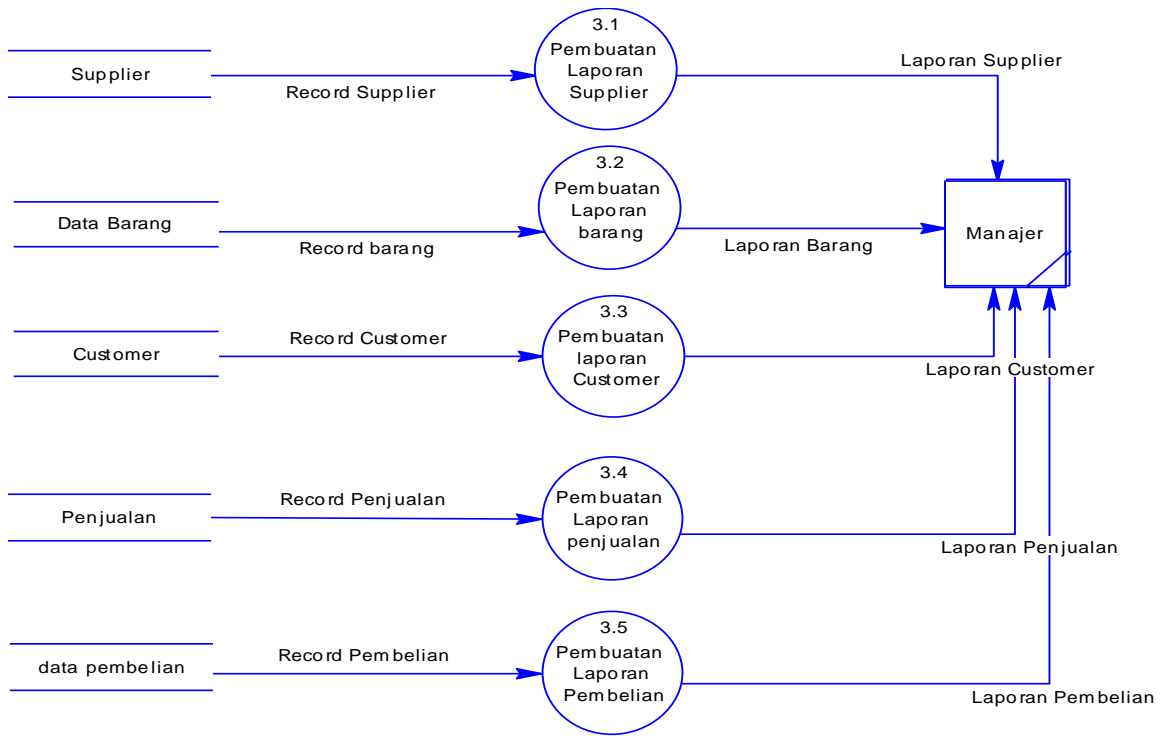 3.1
Pembuatan
Laporan
Supplier
Supplier
Record Supplier
Laporan Supplier
3.2
Pembuatan
Laporan
barang
Data Barang
Record barang
Laporan Barang
Manajer
3.3
Pembuatan
laporan
Customer
Customer
Record Customer
Laporan Customer
3.4
Pembuatan
Laporan
penjualan
Penjualan
Record Penjualan
Laporan Penjualan
3.5
Pembuatan
Laporan
Pembelian
data pembelian
Record Pembelian
Laporan Pembelian